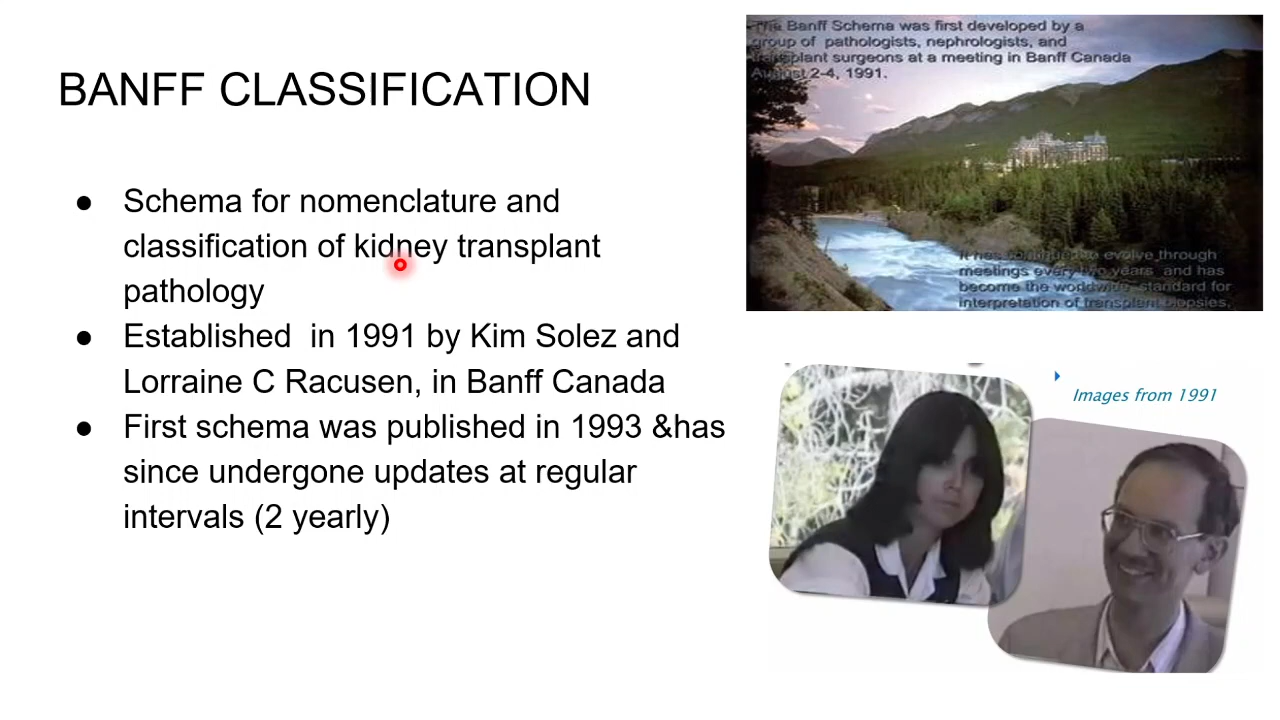 BANFF CLASSIFICATION
● Schema for nomenclature and
classification of kidney transplant
pathology
● Established  in 1991 by Kim Solez and
Lorraine C Racusen, in Banff Canada
● First schema was published in 1993 &has
since undergone updates at regular
intervals (2 yearly)
The Banff Schema was first developed by a
group of pathologists, nephrologists, and
transplant surgeons at a meeting in Banff Canada
August 2-4, 1991.
It has continued to evolve through
meetings every two years and has
become the worldwide standard for
interpretation of transplant biopsies.
Images from 1991